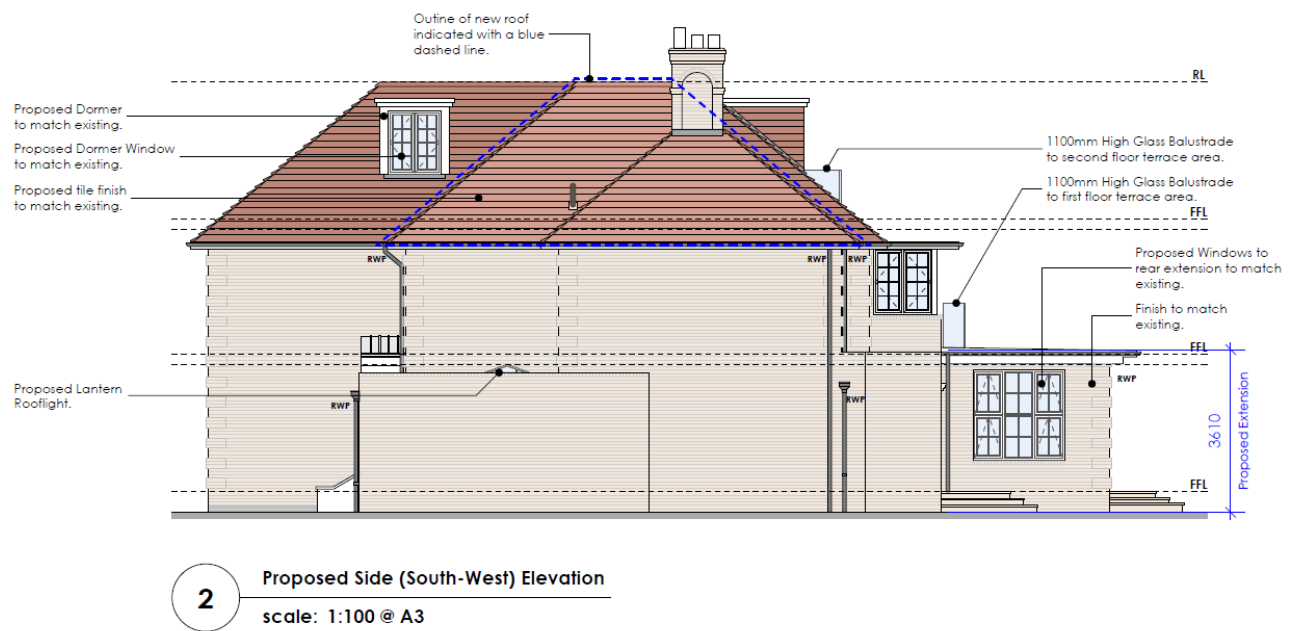 Outine of new roof
indicated with a blue
dashed line.
RL
Proposed Dormer
to match existing.
Proposed Dormer Window
to match existing.
Proposed tile finish
to match existing.
1100mm High Glass Balustrade
to second floor terrace area.
1100mm High Glass Balustrade
to first floor terrace area.
FFL
RWP
RWP
RWP
Proposed Windows to
rear extension to match
existing.
Finish to match
existing.
FFL
RWP
Proposed Lantern
Rooflight.
RWP
RWP
3610
Proposed Extension
FFL
2
Proposed Side (South-West) Elevation
scale: 1:100 @ A3